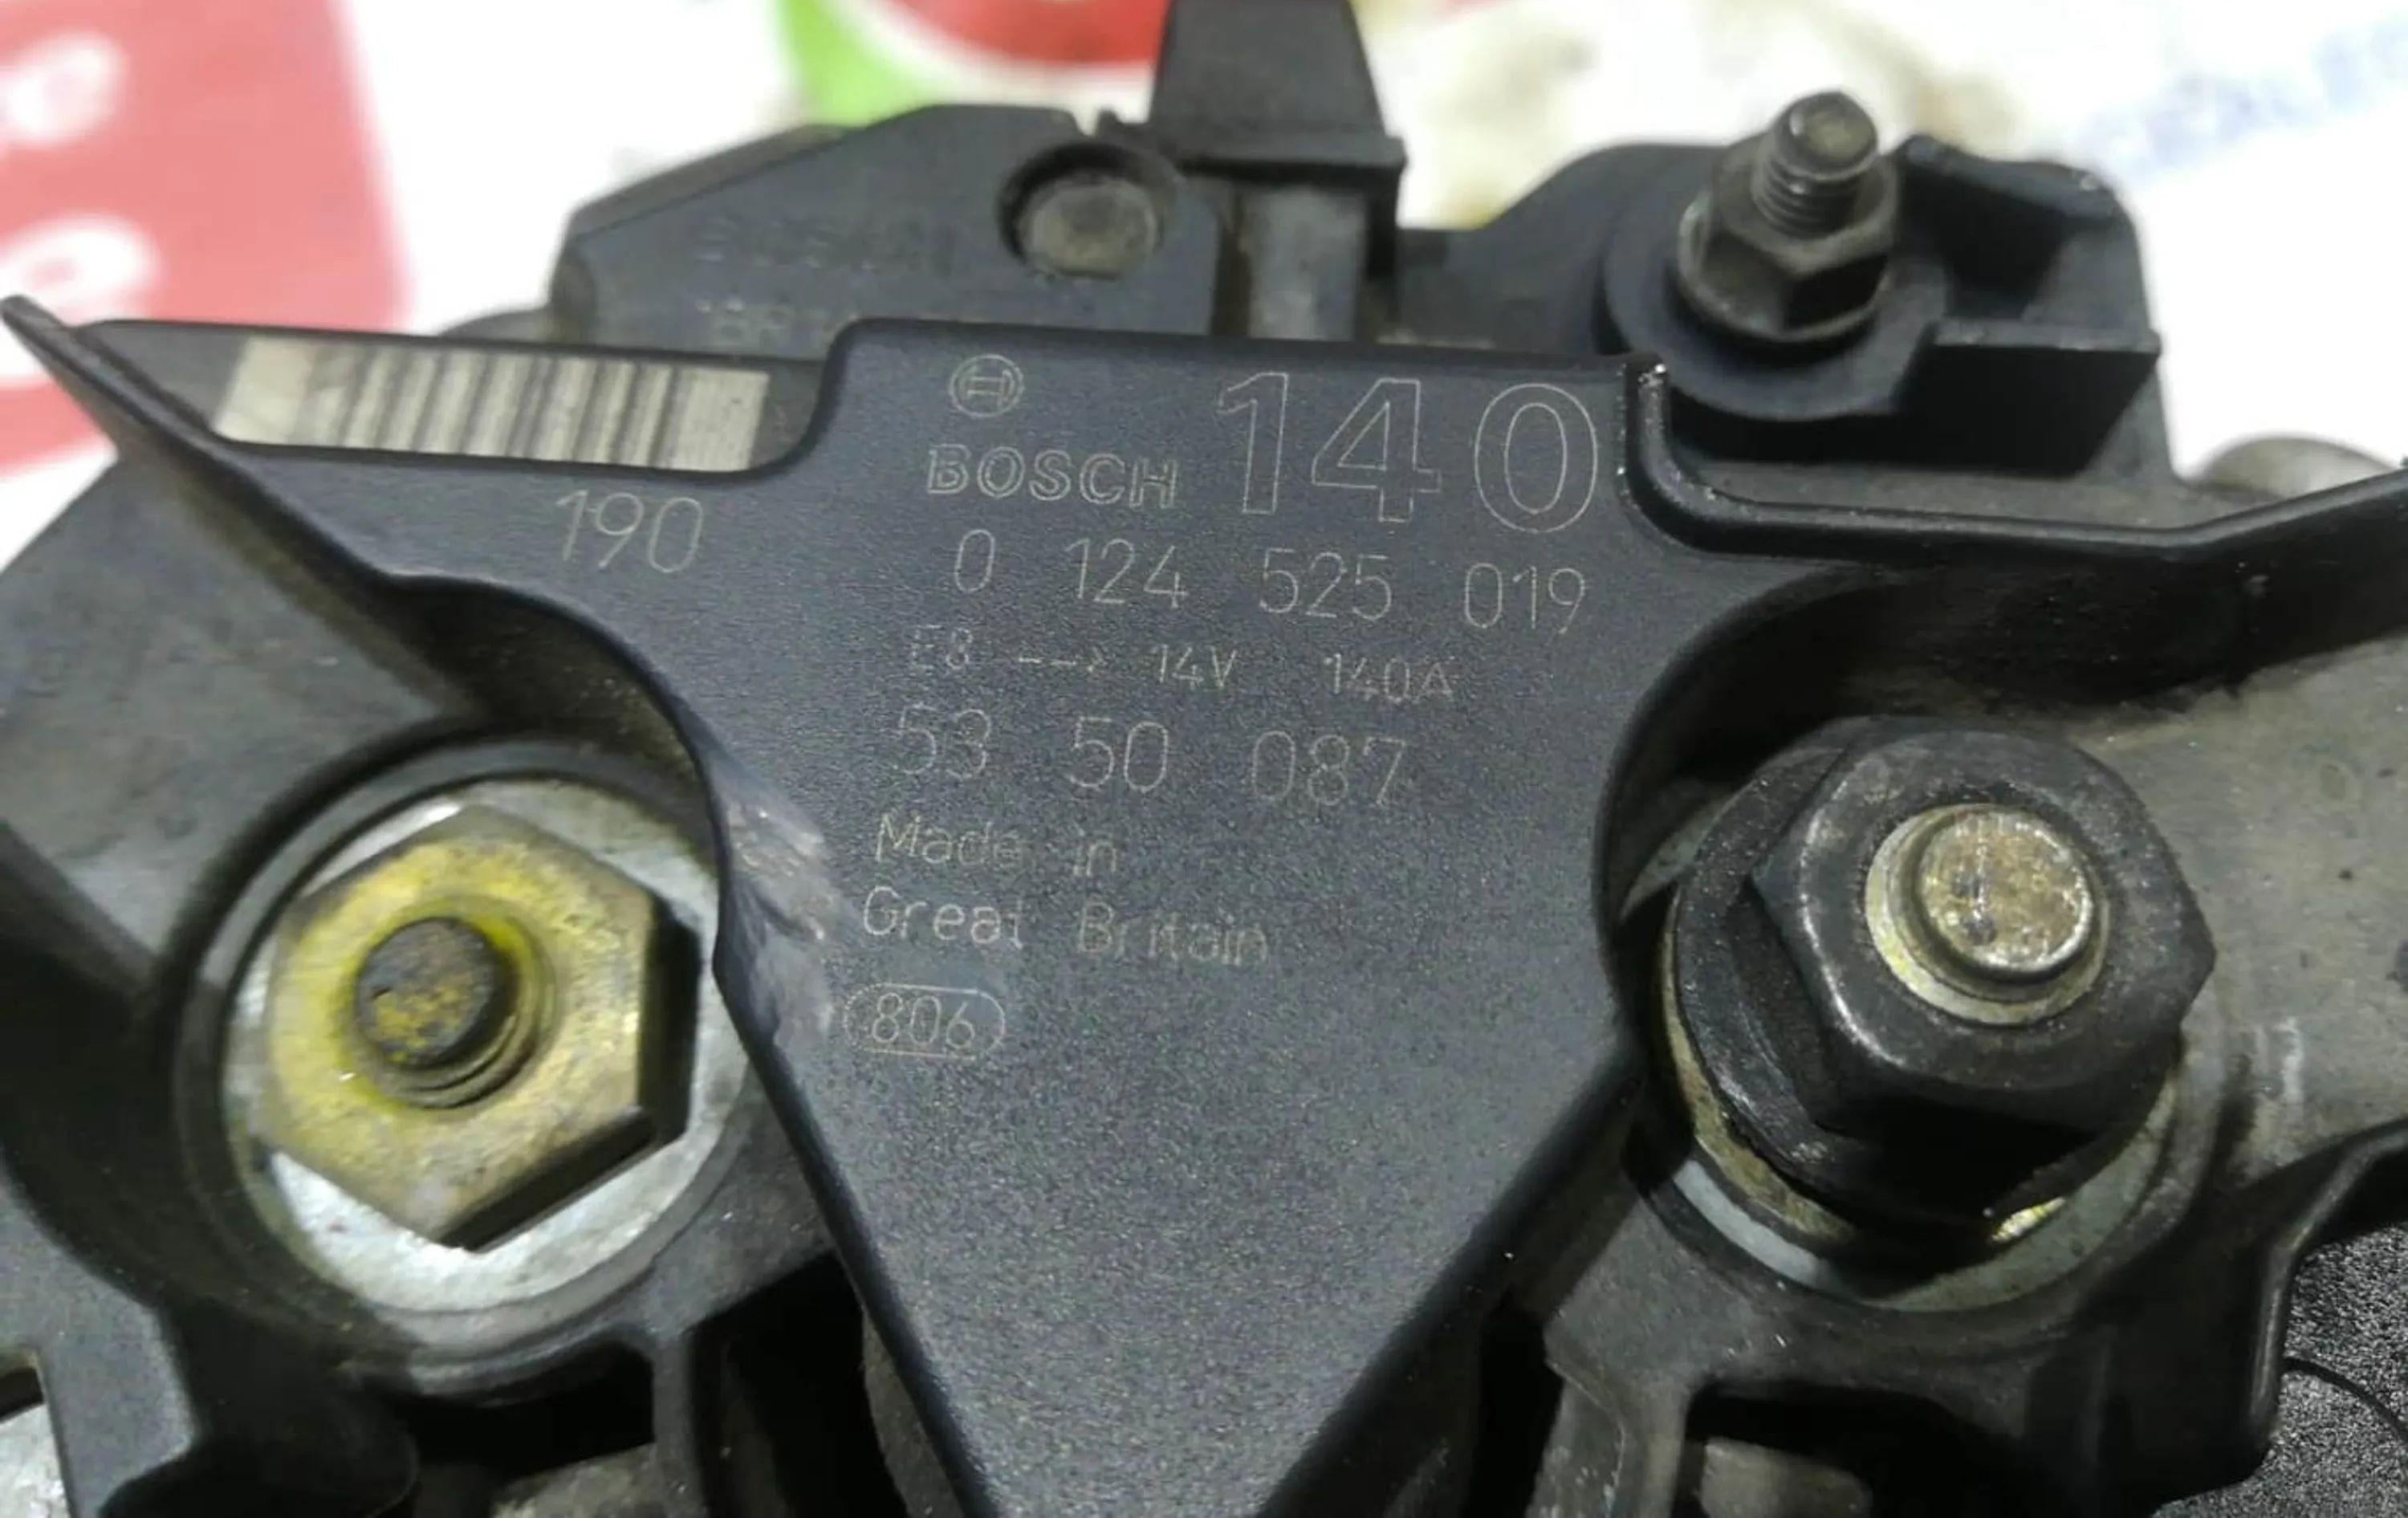 190
BOSCH 140
0 124 525 019
E8 --> 14V 140A
53 50 087
Made in
Great Britain
806